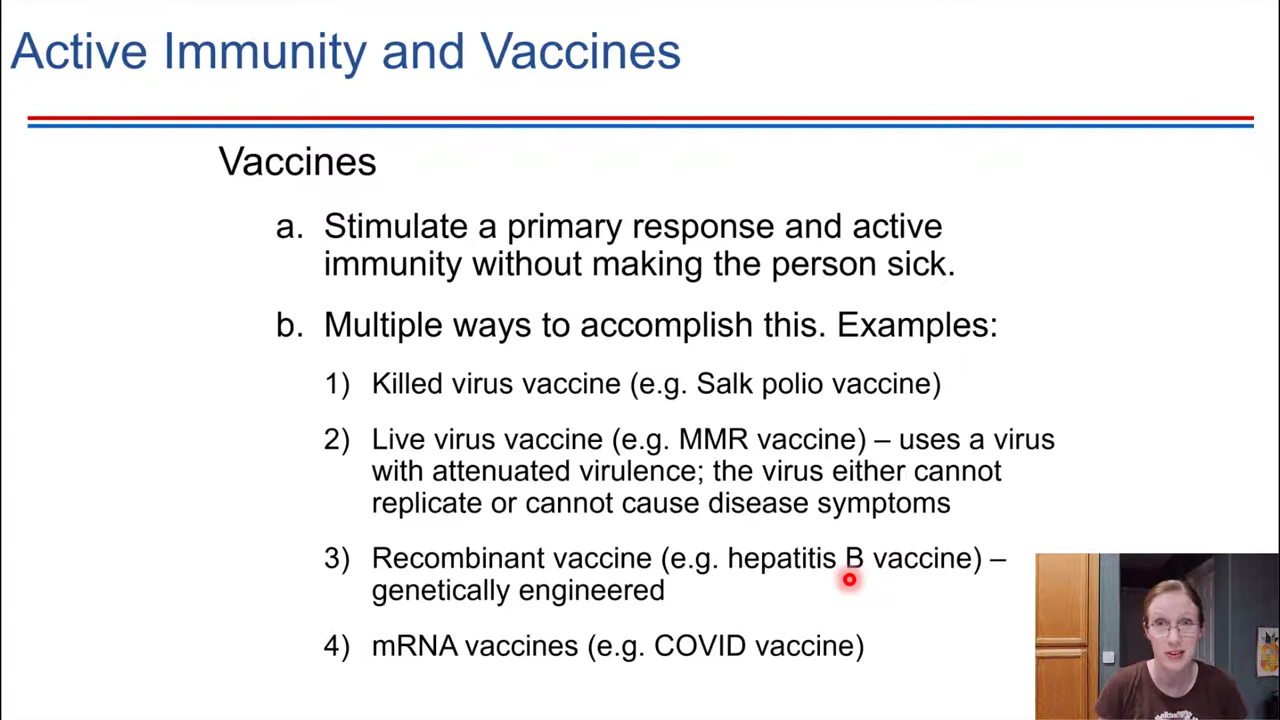 Active Immunity and Vaccines
Vaccines
a. Stimulate a primary response and active
immunity without making the person sick.
b. Multiple ways to accomplish this. Examples:
1) Killed virus vaccine (e.g. Salk polio vaccine)
2) Live virus vaccine (e.g. MMR vaccine) – uses a virus
with attenuated virulence; the virus either cannot
replicate or cannot cause disease symptoms
3) Recombinant vaccine (e.g. hepatitis B vaccine) –
genetically engineered
4) mRNA vaccines (e.g. COVID vaccine)